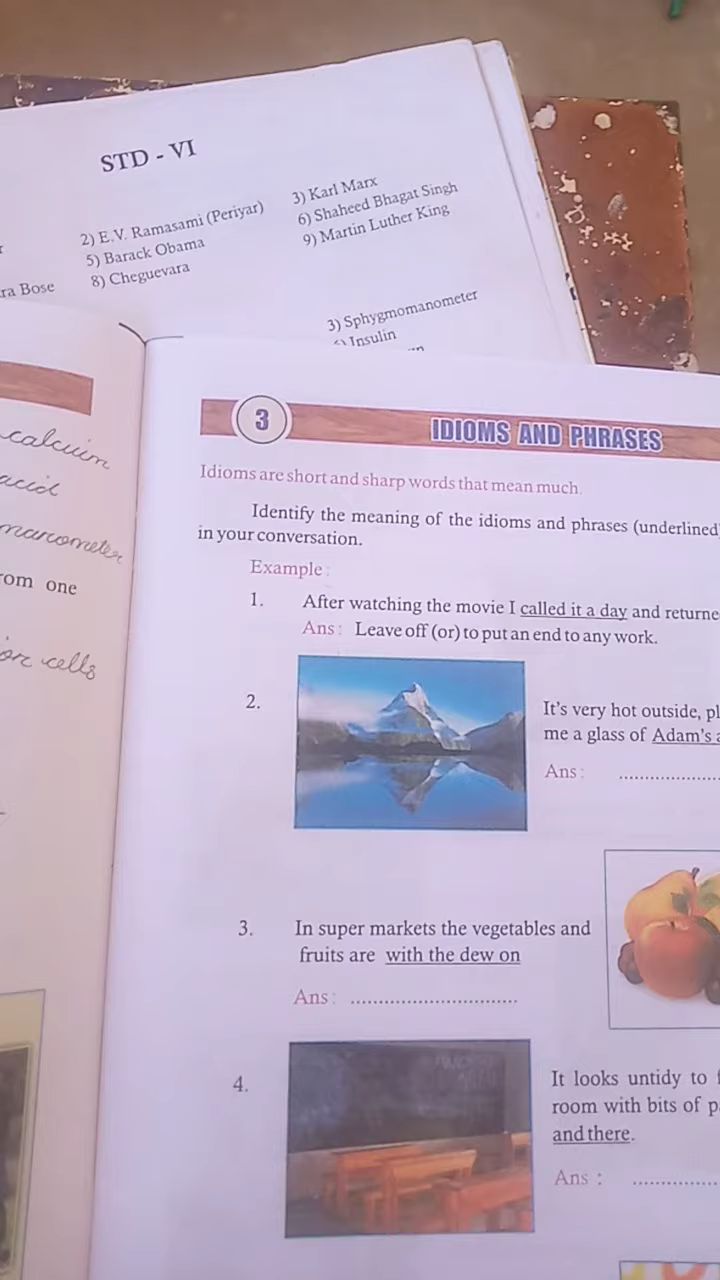 STD - VI
2) E.V. Ramasami (Periyar)
3) Karl Marx
5) Barack Obama
6) Shaheed Bhagat Singh
ra Bose
8) Cheguevara
9) Martin Luther King
3) Sphygmomanometer
Insulin
calcuim
acid
manometer
rom one
cells
3
IDIOMS AND PHRASES
Idioms are short and sharp words that mean much.
Identify the meaning of the idioms and phrases (underlined)
in your conversation.
Example :
1. After watching the movie I called it a day and returne
Ans : Leave off (or) to put an end to any work.
2. It's very hot outside, pl
me a glass of Adam's a
Ans : ....................
3. In super markets the vegetables and
fruits are with the dew on
Ans : ..............................
4. It looks untidy to
room with bits of p
and there.
Ans : ................